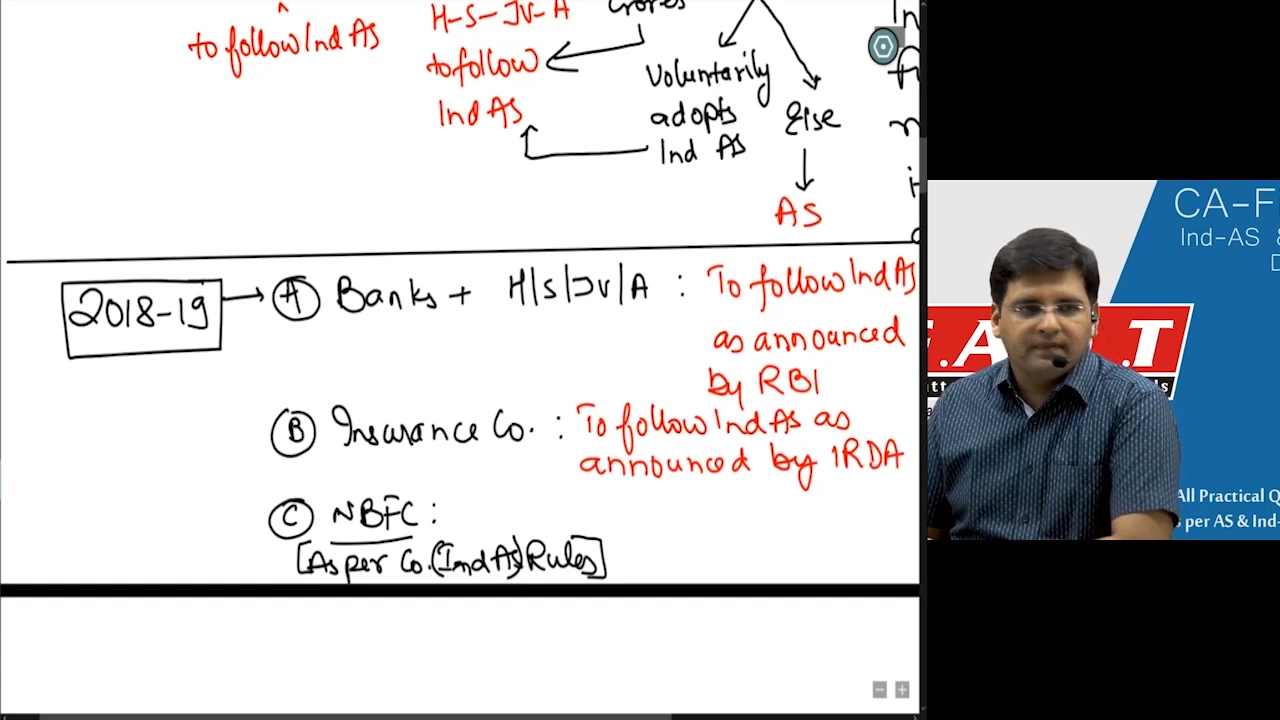 to follow Ind AS
H-S-JV-A
to follow
Ind AS
Crores
Voluntarily
adopts
Ind AS
Else
AS
2018-19
A Banks + H|S|JV|A : To follow Ind AS
as announced
by RBI
B Insurance Co. : To follow Ind AS as
announced by IRDA
C NBFC :
[As per Co. (Ind AS) Rules]
CA-F
Ind-AS &
D
.T
All Practical Q
s per AS & Ind-